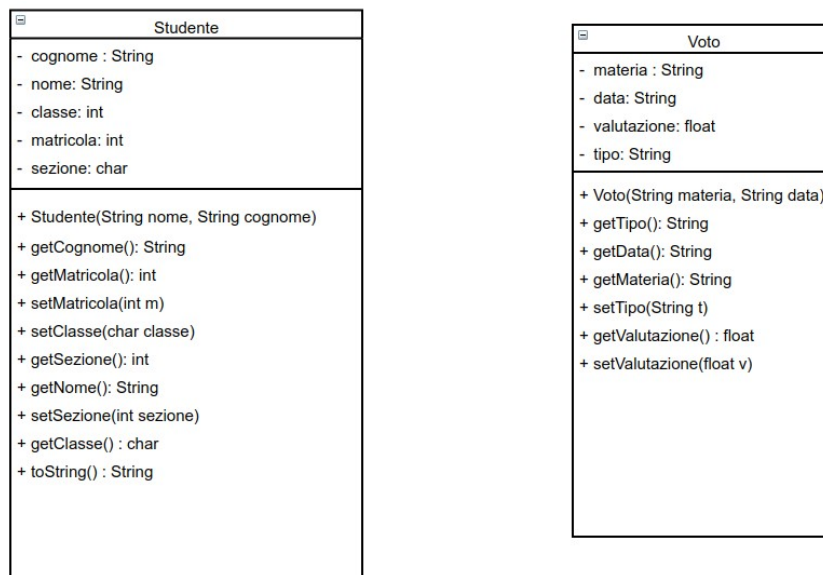 Studente
- cognome : String
- nome: String
- classe: int
- matricola: int
- sezione: char
+ Studente(String nome, String cognome)
+ getCognome(): String
+ getMatricola(): int
+ setMatricola(int m)
+ setClasse(char classe)
+ getSezione(): int
+ getNome(): String
+ setSezione(int sezione)
+ getClasse() : char
+ toString() : String
Voto
- materia : String
- data: String
- valutazione: float
- tipo: String
+ Voto(String materia, String data)
+ getTipo(): String
+ getData(): String
+ getMateria(): String
+ setTipo(String t)
+ getValutazione() : float
+ setValutazione(float v)